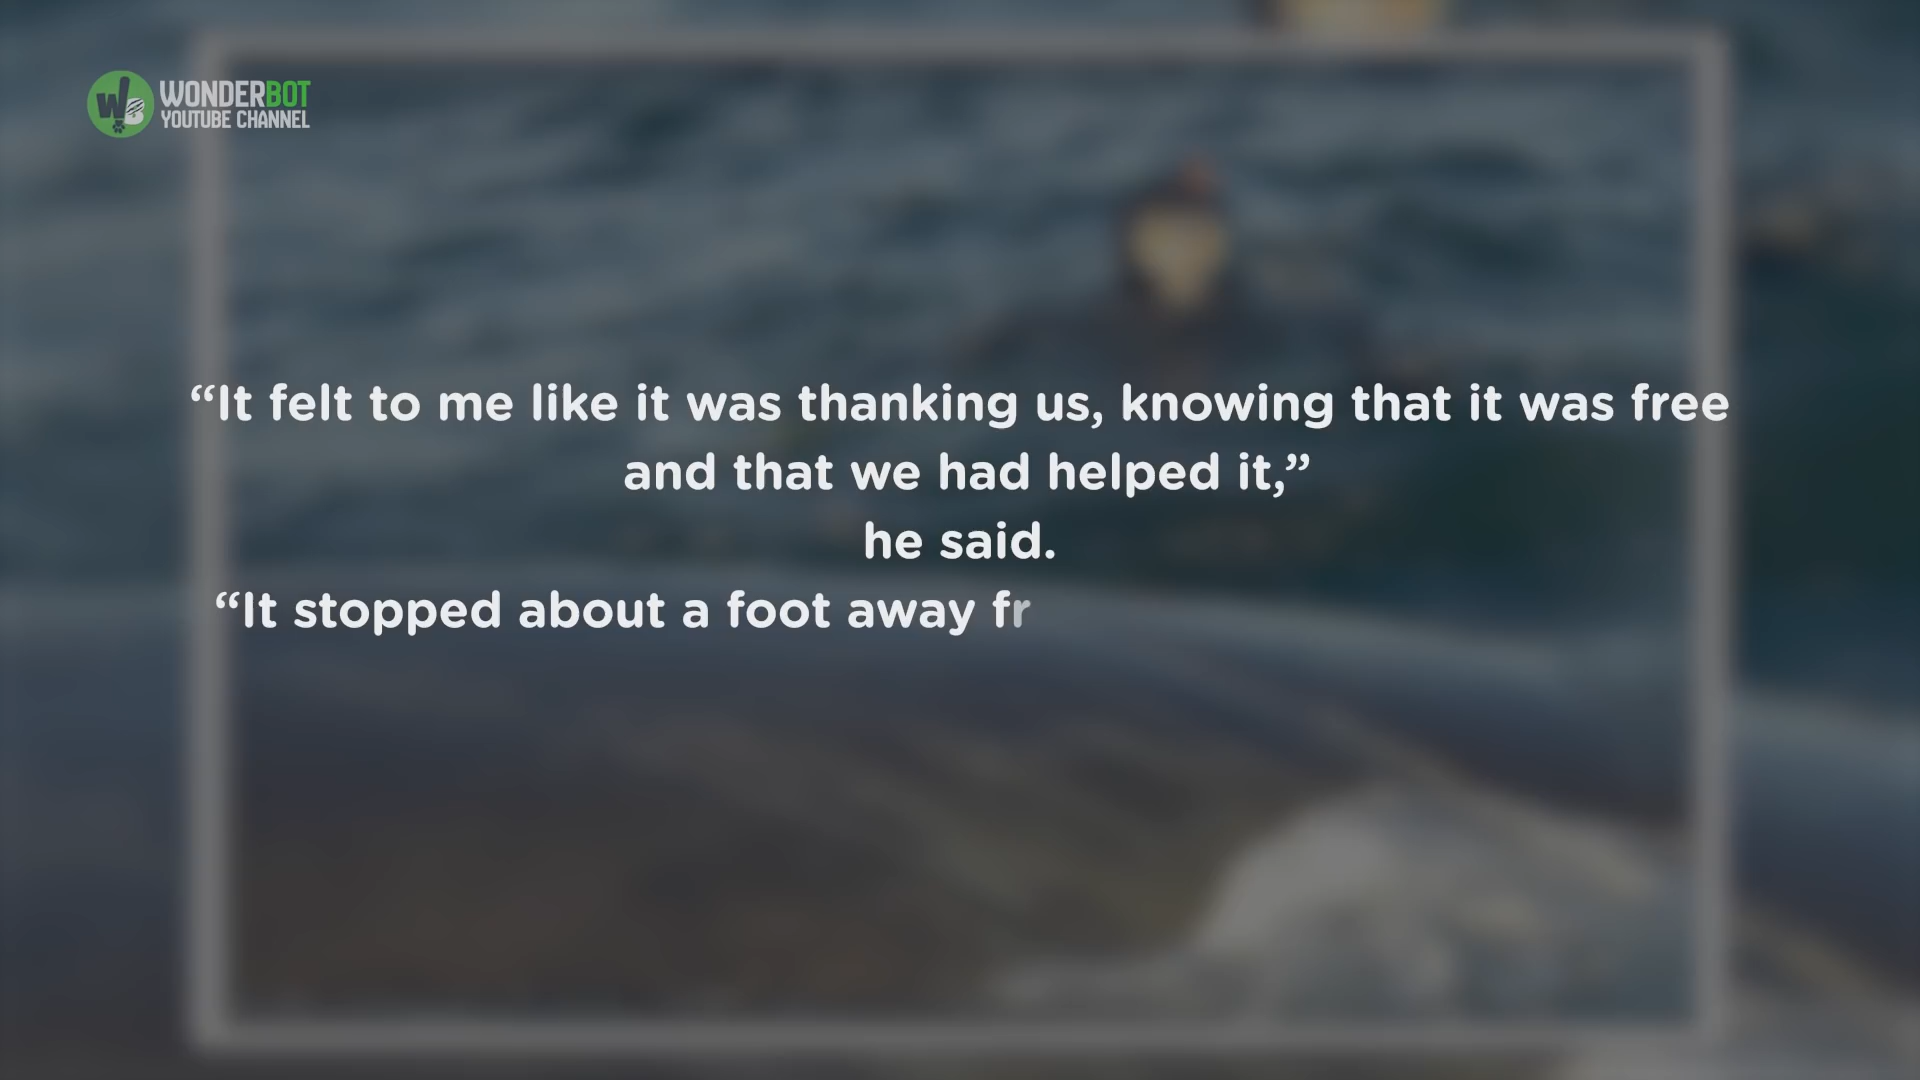 WONDERBOT
YOUTUBE CHANNEL
“It felt to me like it was thanking us, knowing that it was free
and that we had helped it,”
he said.
“It stopped about a foot away fr